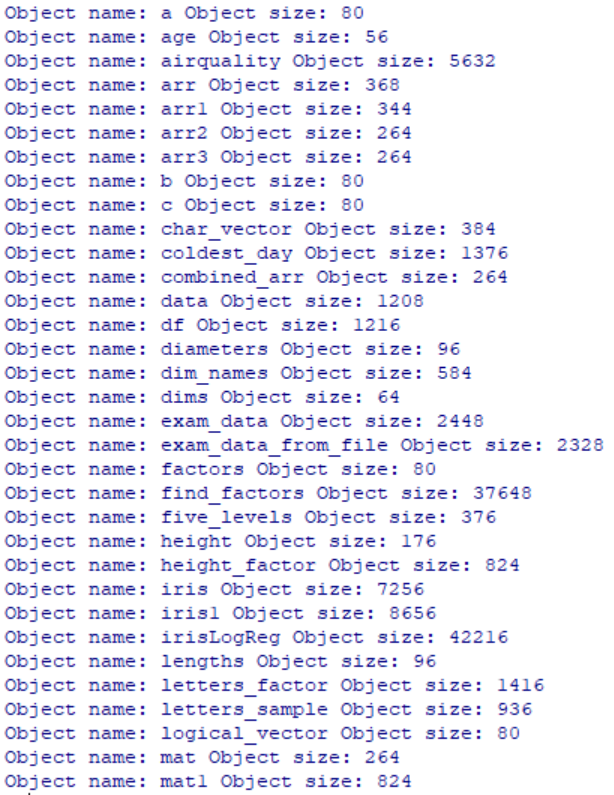 Object name: a Object size: 80
Object name: age Object size: 56
Object name: airquality Object size: 5632
Object name: arr Object size: 368
Object name: arr1 Object size: 344
Object name: arr2 Object size: 264
Object name: arr3 Object size: 264
Object name: b Object size: 80
Object name: c Object size: 80
Object name: char_vector Object size: 384
Object name: coldest_day Object size: 1376
Object name: combined_arr Object size: 264
Object name: data Object size: 1208
Object name: df Object size: 1216
Object name: diameters Object size: 96
Object name: dim_names Object size: 584
Object name: dims Object size: 64
Object name: exam_data Object size: 2448
Object name: exam_data_from_file Object size: 2328
Object name: factors Object size: 80
Object name: find_factors Object size: 37648
Object name: five_levels Object size: 376
Object name: height Object size: 176
Object name: height_factor Object size: 824
Object name: iris Object size: 7256
Object name: iris1 Object size: 8656
Object name: irisLogReg Object size: 42216
Object name: lengths Object size: 96
Object name: letters_factor Object size: 1416
Object name: letters_sample Object size: 936
Object name: logical_vector Object size: 80
Object name: mat Object size: 264
Object name: mat1 Object size: 824